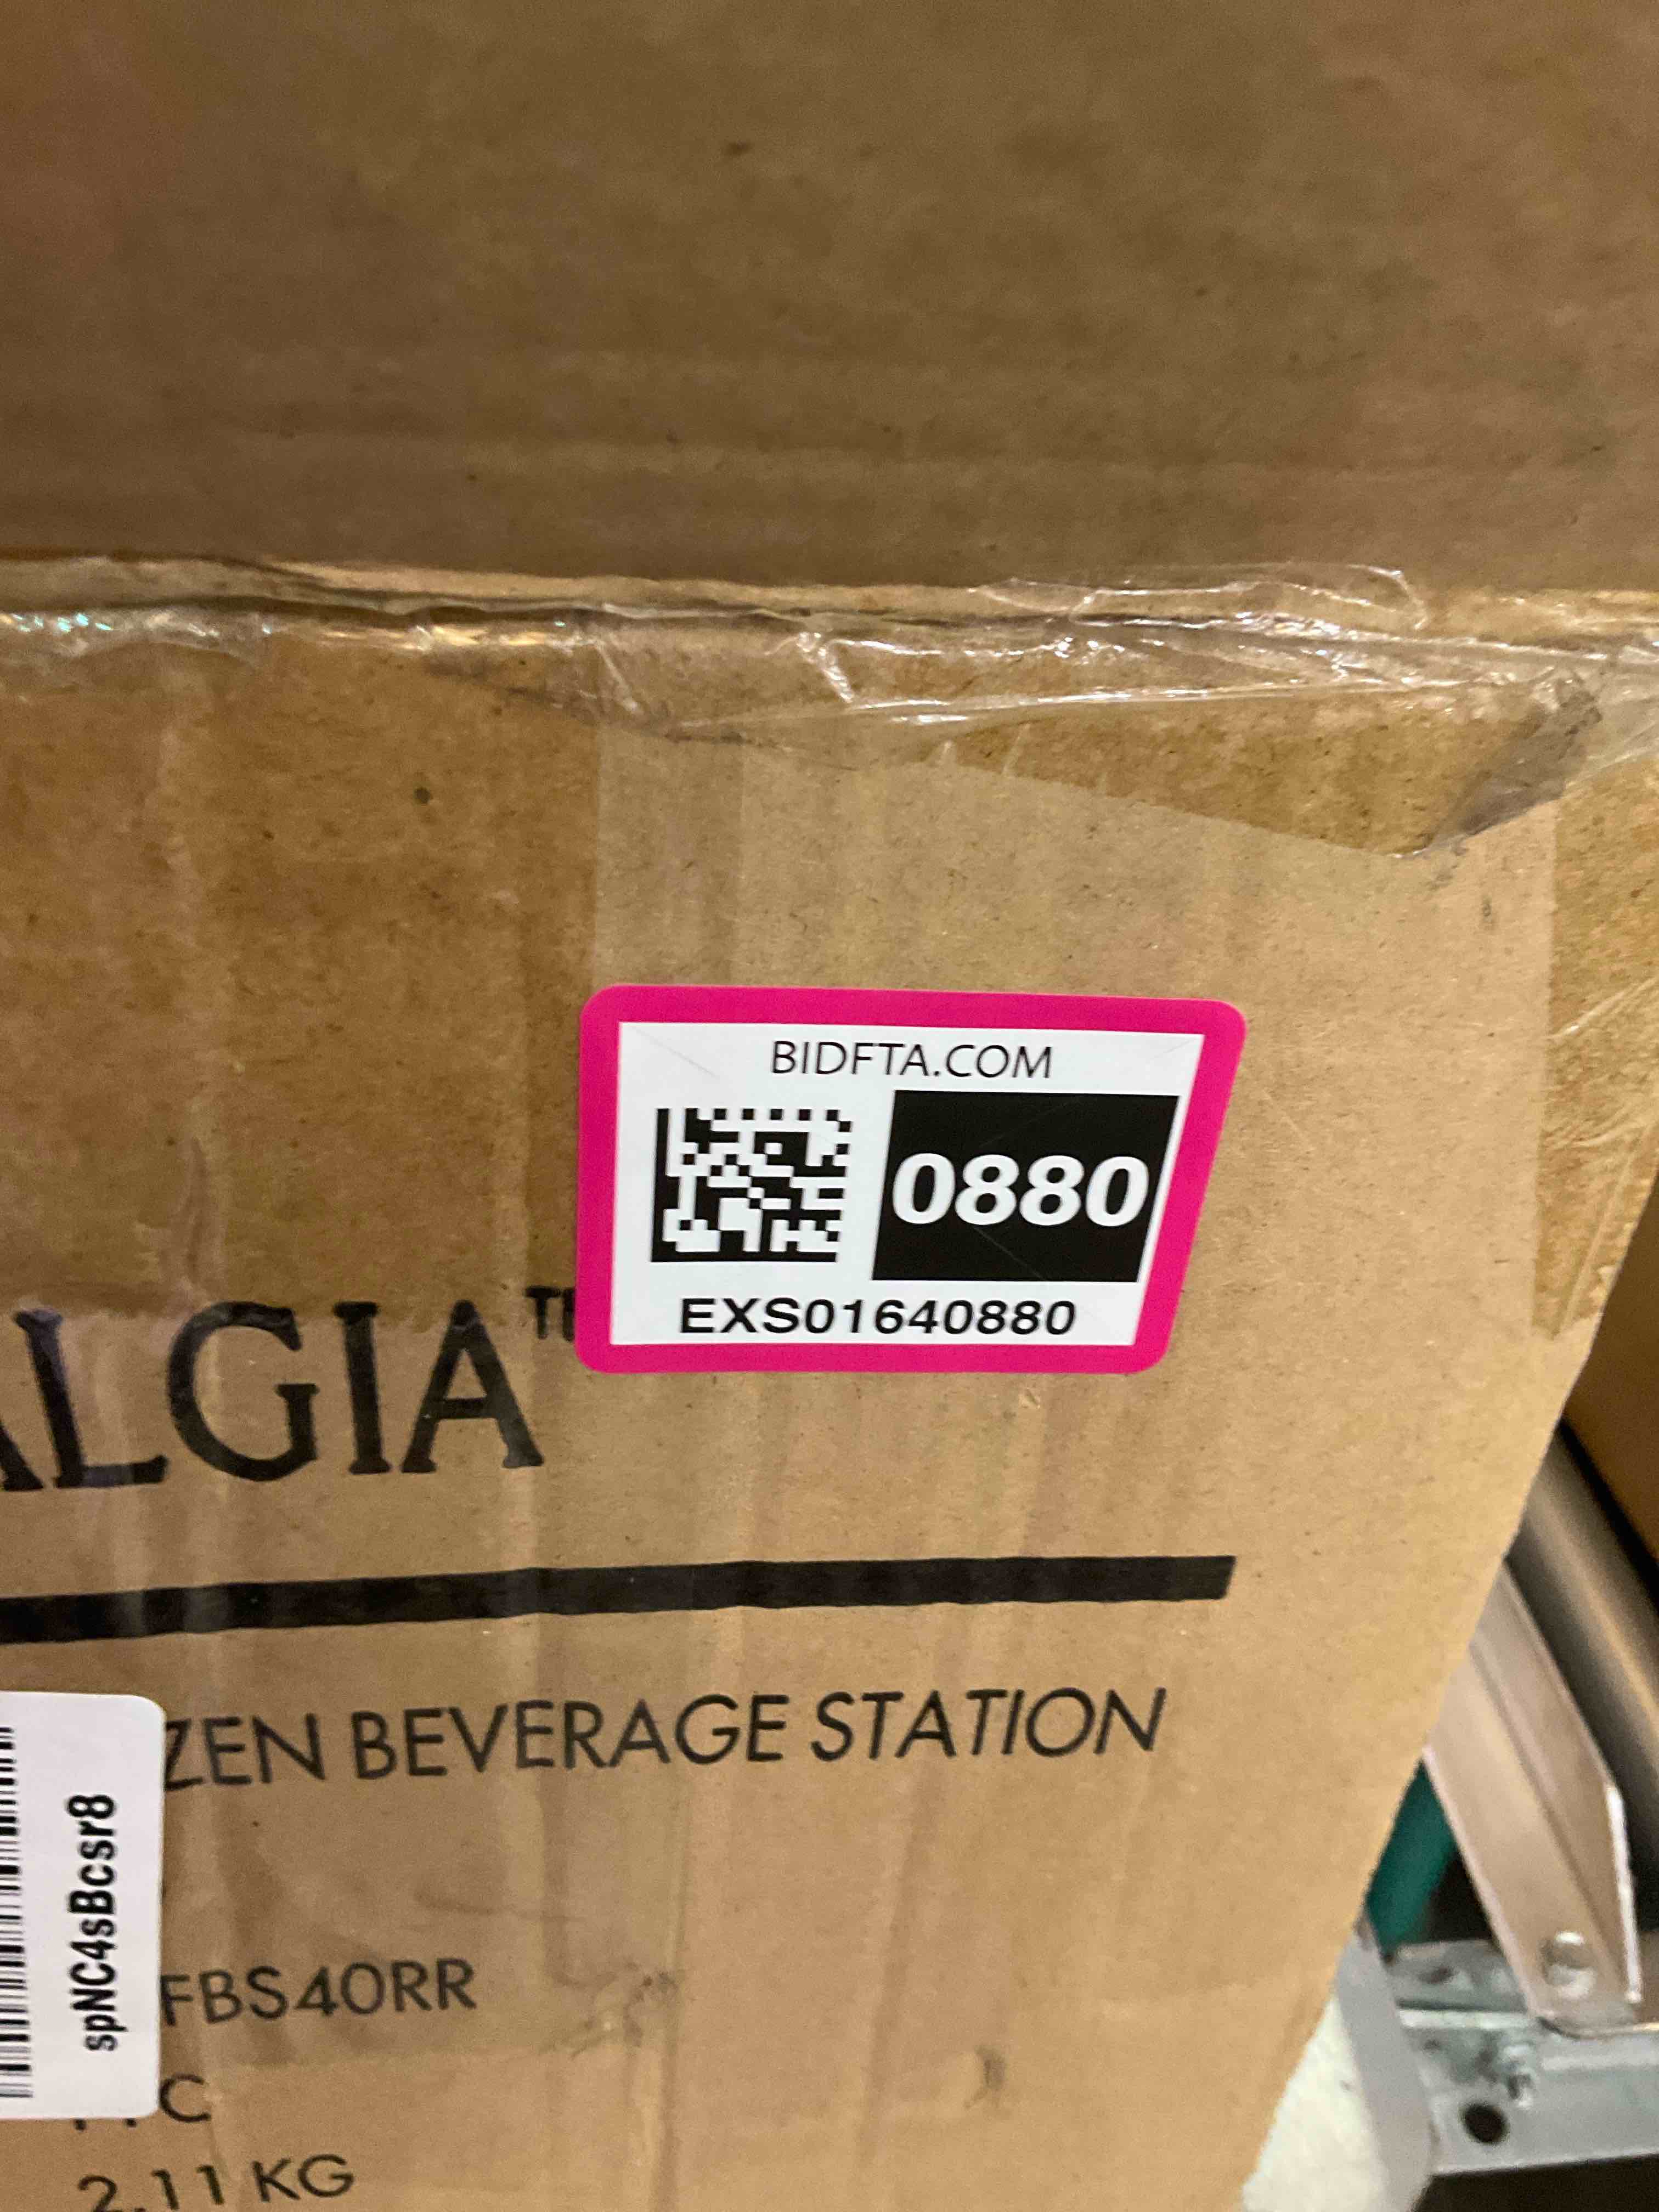 BIDFTA.COM
0880
EXS01640880
ALGIA
ZEN BEVERAGE STATION
spNC4sBcsr8
FBS40RR
C
2.11 KG